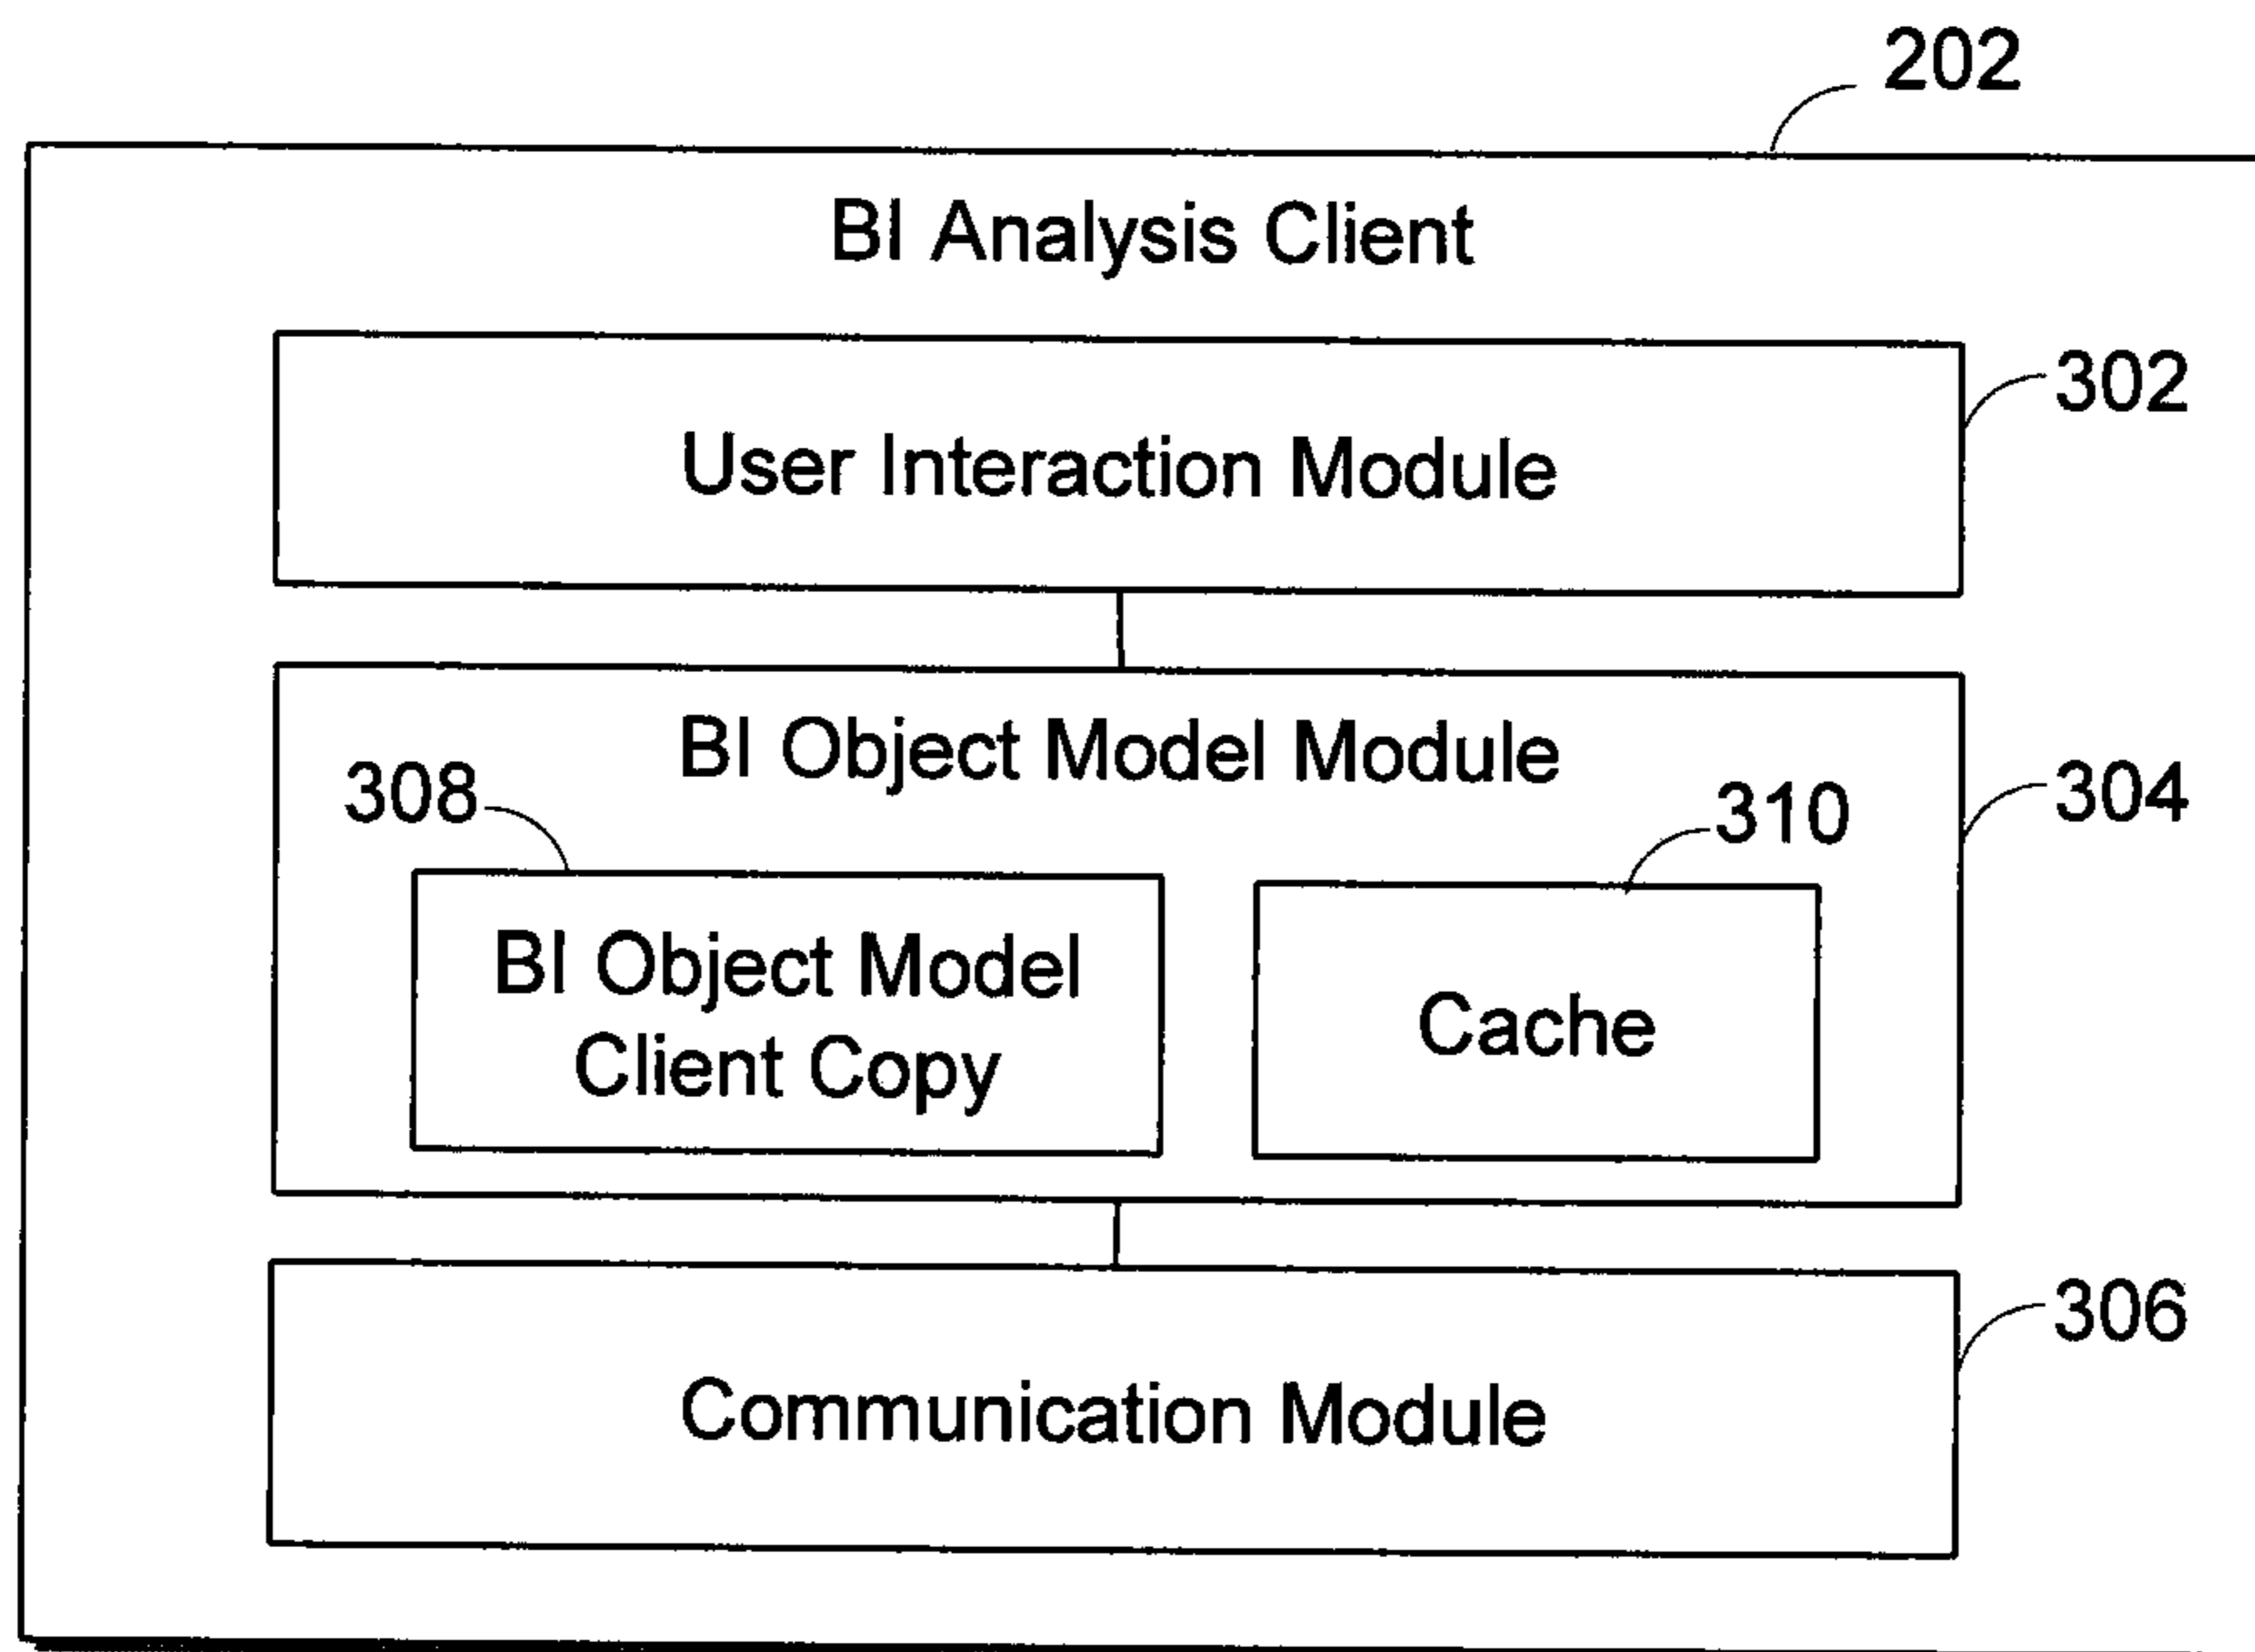 202
BI Analysis Client
302
User Interaction Module
BI Object Model Module
308
310
304
BI Object Model
Client Copy
Cache
306
Communication Module